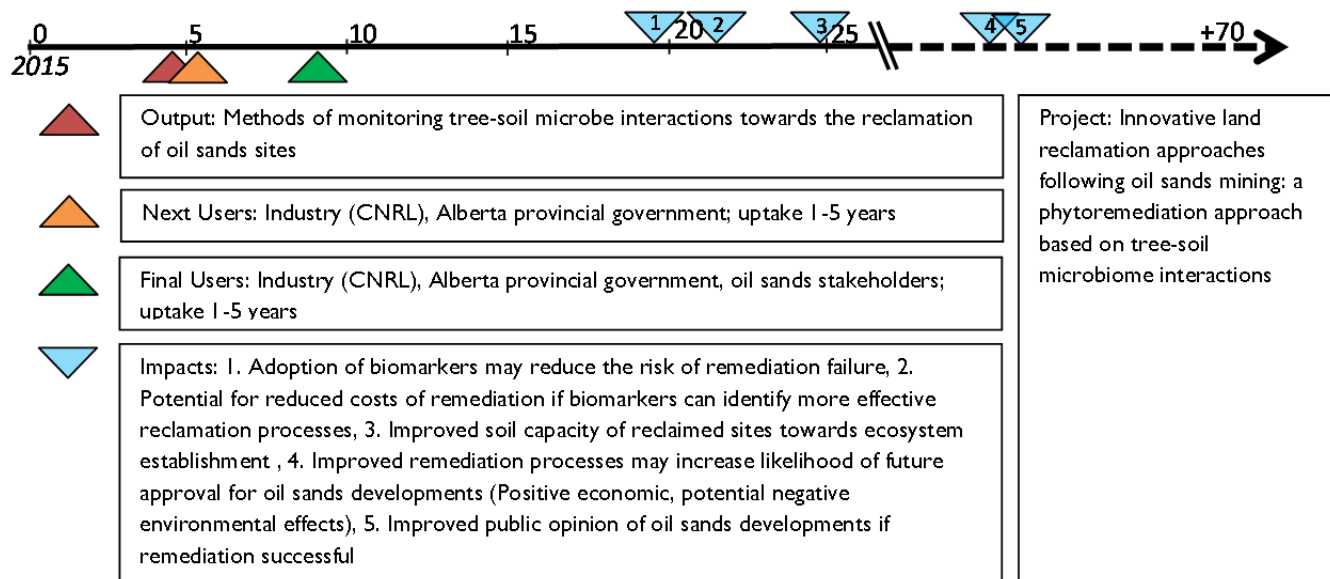 1 2 3 4 5
0 5 10 15 20 25 +70
2015
Output: Methods of monitoring tree-soil microbe interactions towards the reclamation
of oil sands sites
Next Users: Industry (CNRL), Alberta provincial government; uptake 1-5 years
Final Users: Industry (CNRL), Alberta provincial government, oil sands stakeholders;
uptake 1-5 years
Impacts: 1. Adoption of biomarkers may reduce the risk of remediation failure, 2.
Potential for reduced costs of remediation if biomarkers can identify more effective
reclamation processes, 3. Improved soil capacity of reclaimed sites towards ecosystem
establishment , 4. Improved remediation processes may increase likelihood of future
approval for oil sands developments (Positive economic, potential negative
environmental effects), 5. Improved public opinion of oil sands developments if
remediation successful
Project: Innovative land
reclamation approaches
following oil sands mining: a
phytoremediation approach
based on tree-soil
microbiome interactions